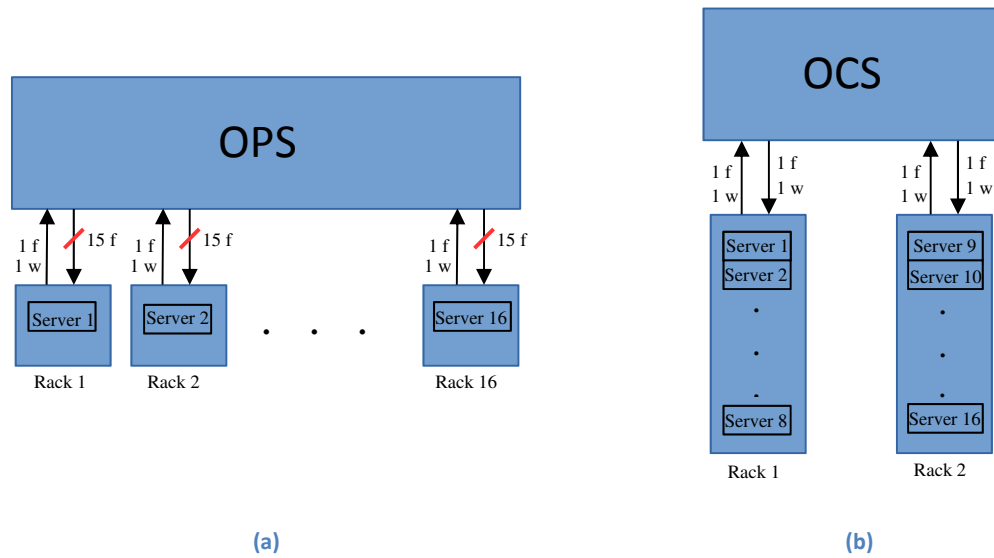 OPS
1 f
1 w
15 f
1 f
1 w
15 f
1 f
1 w
15 f
Server 1
Server 2
Server 16
. . .
Rack 1
Rack 2
Rack 16
(a)
OCS
1 f
1 w
1 f
1 w
1 f
1 w
1 f
1 w
Server 1
Server 2
.
.
.
Server 8
Rack 1
Server 9
Server 10
.
.
.
Server 16
Rack 2
(b)